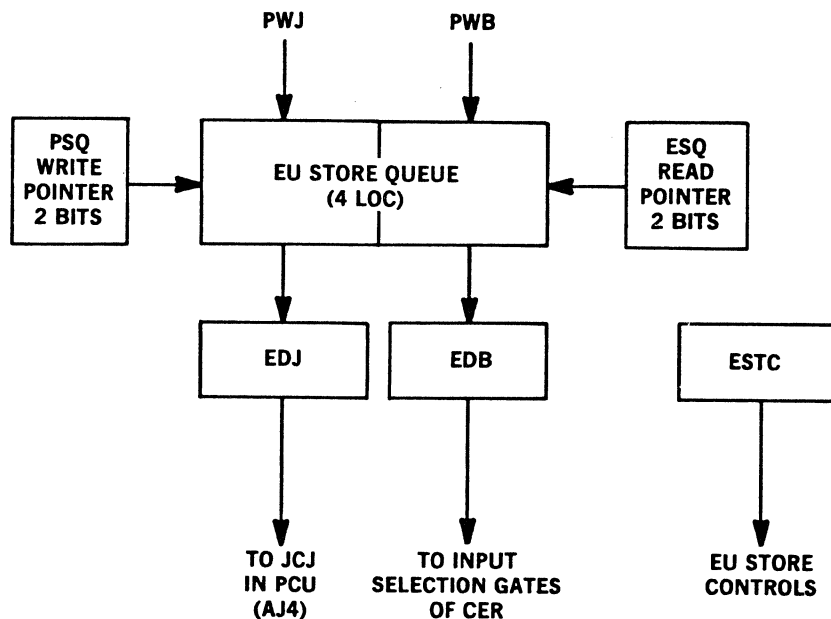 PWJ
PWB
PSQ
WRITE
POINTER
2 BITS
EU STORE QUEUE
(4 LOC)
ESQ
READ
POINTER
2 BITS
EDJ
EDB
ESTC
TO JCJ
IN PCU
(AJ4)
TO INPUT
SELECTION GATES
OF CER
EU STORE
CONTROLS